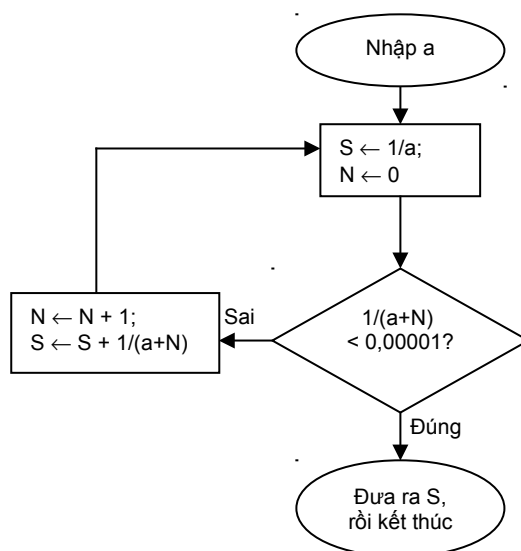 Nhập a
S ← 1/a;
N ← 0
1/(a+N)
< 0,00001?
Sai
N ← N + 1;
S ← S + 1/(a+N)
Đúng
Đưa ra S,
rồi kết thúc